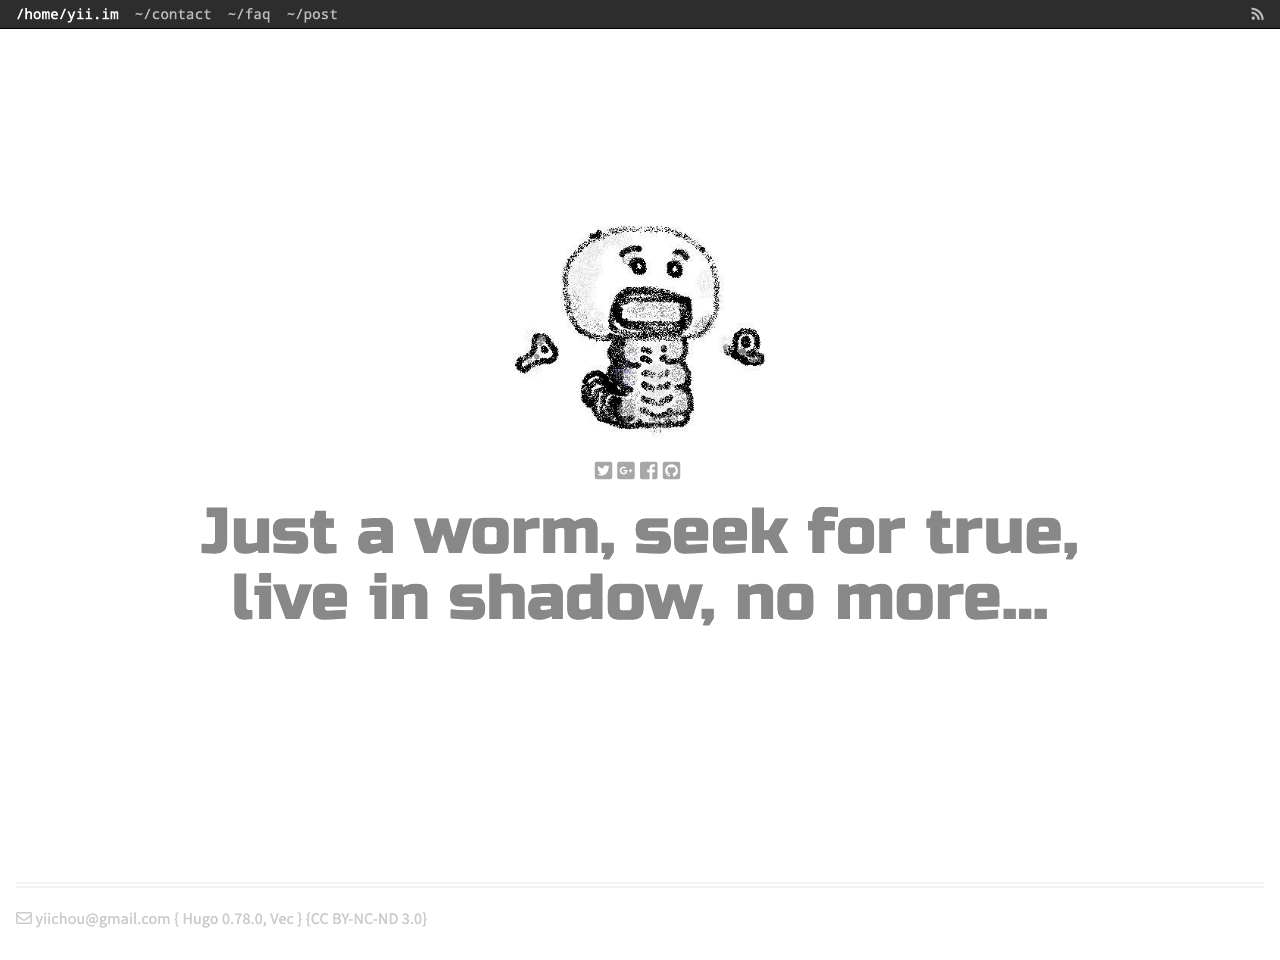 /home/yii.im ~/contact ~/faq ~/post
Just a worm, seek for true,
live in shadow, no more...
yiichou@gmail.com { Hugo 0.78.0, Vec } {CC BY-NC-ND 3.0}